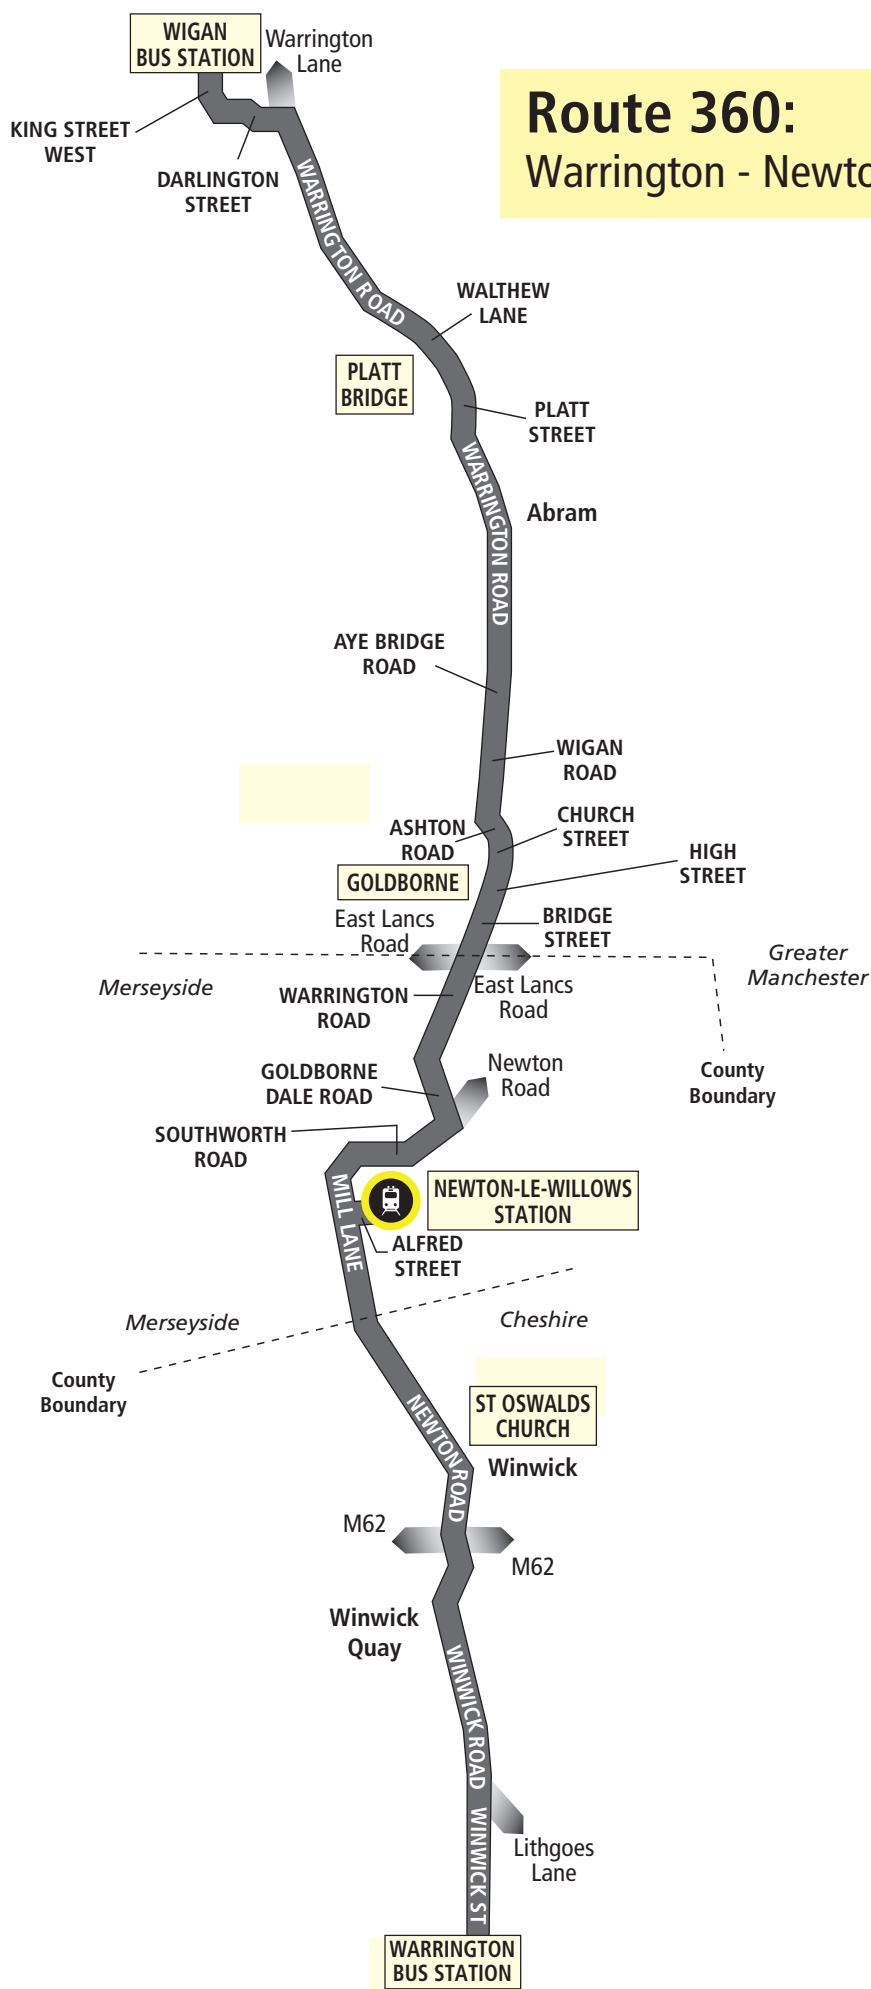 WIGAN
BUS STATION
Warrington
Lane
KING STREET
WEST
DARLINGTON
STREET
Route 360:
Warrington - Newto
WARRINGTON ROAD
WALTHEW
LANE
PLATT
BRIDGE
PLATT
STREET
WARRINGTON ROAD
Abram
AYE BRIDGE
ROAD
WIGAN
ROAD
ASHTON
ROAD
CHURCH
STREET
HIGH
STREET
GOLDBORNE
East Lancs
Road
BRIDGE
STREET
Greater
Manchester
Merseyside
East Lancs
Road
WARRINGTON
ROAD
Newton
Road
County
Boundary
GOLDBORNE
DALE ROAD
SOUTHWORTH
ROAD
MILL LANE
NEWTON-LE-WILLOWS
STATION
ALFRED
STREET
Merseyside
Cheshire
County
Boundary
ST OSWALDS
CHURCH
NEWTON ROAD
Winwick
M62
M62
Winwick
Quay
WINWICK ROAD
WINWICK ST
Lithgoes
Lane
WARRINGTON
BUS STATION